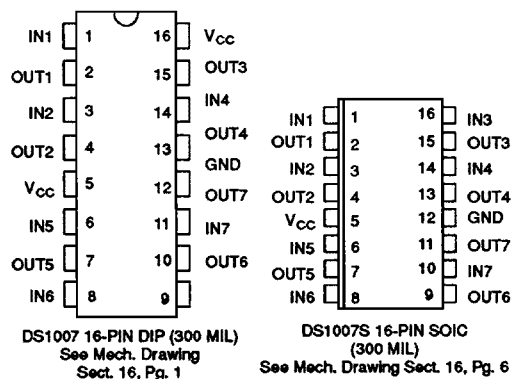 IN1 1 16 VCC
OUT1 2 15 OUT3
IN2 3 14 IN4
OUT2 4 13 OUT4
GND
VCC 5 12 OUT7
IN5 6 11 IN7
OUT5 7 10 OUT6
IN6 8 9
DS1007 16-PIN DIP (300 MIL)
See Mech. Drawing
Sect. 16, Pg. 1
IN1 1 16 IN3
OUT1 2 15 OUT3
IN2 3 14 IN4
OUT2 4 13 OUT4
VCC 5 12 GND
IN5 6 11 OUT7
OUT5 7 10 IN7
IN6 8 9 OUT6
DS1007S 16-PIN SOIC
(300 MIL)
See Mech. Drawing Sect. 16, Pg. 6